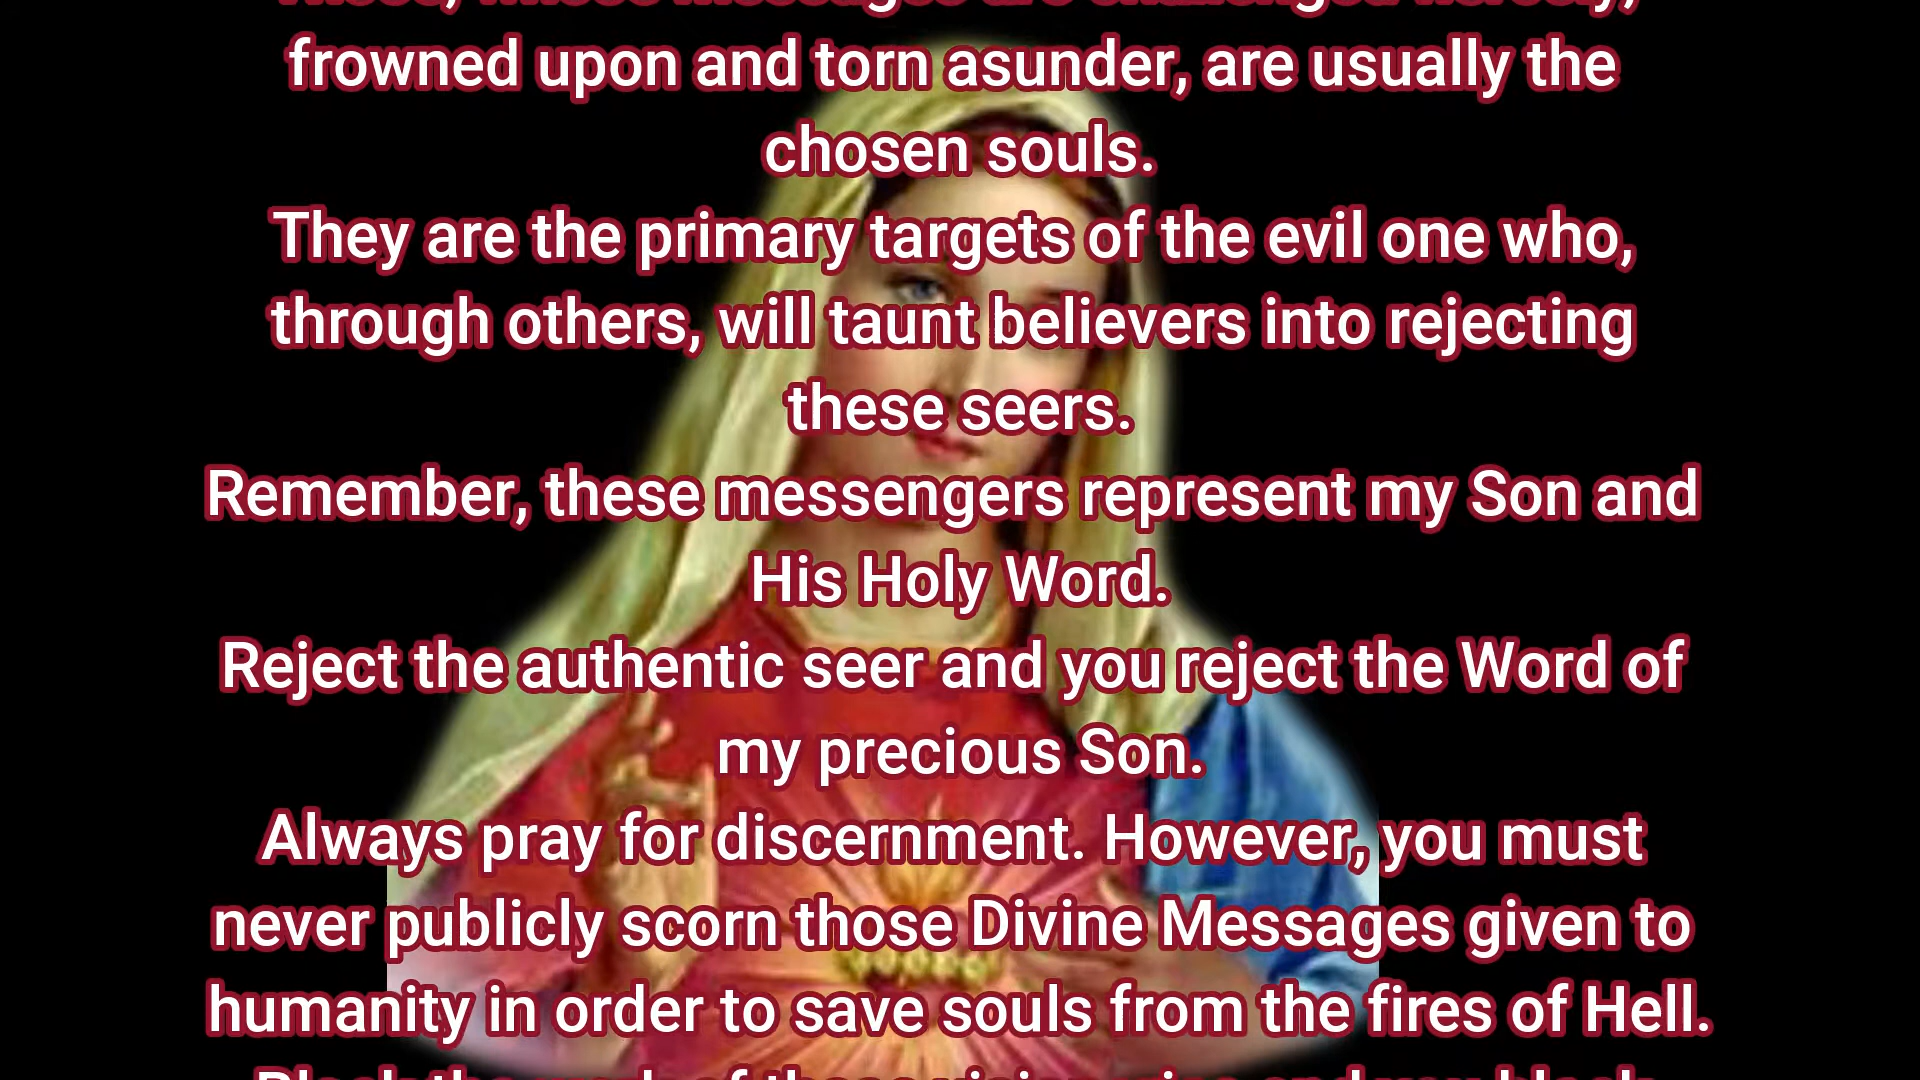 frowned upon and torn asunder, are usually the
chosen souls.
They are the primary targets of the evil one who,
through others, will taunt believers into rejecting
these seers.
Remember, these messengers represent my Son and
His Holy Word.
Reject the authentic seer and you reject the Word of
my precious Son.
Always pray for discernment. However, you must
never publicly scorn those Divine Messages given to
humanity in order to save souls from the fires of Hell.